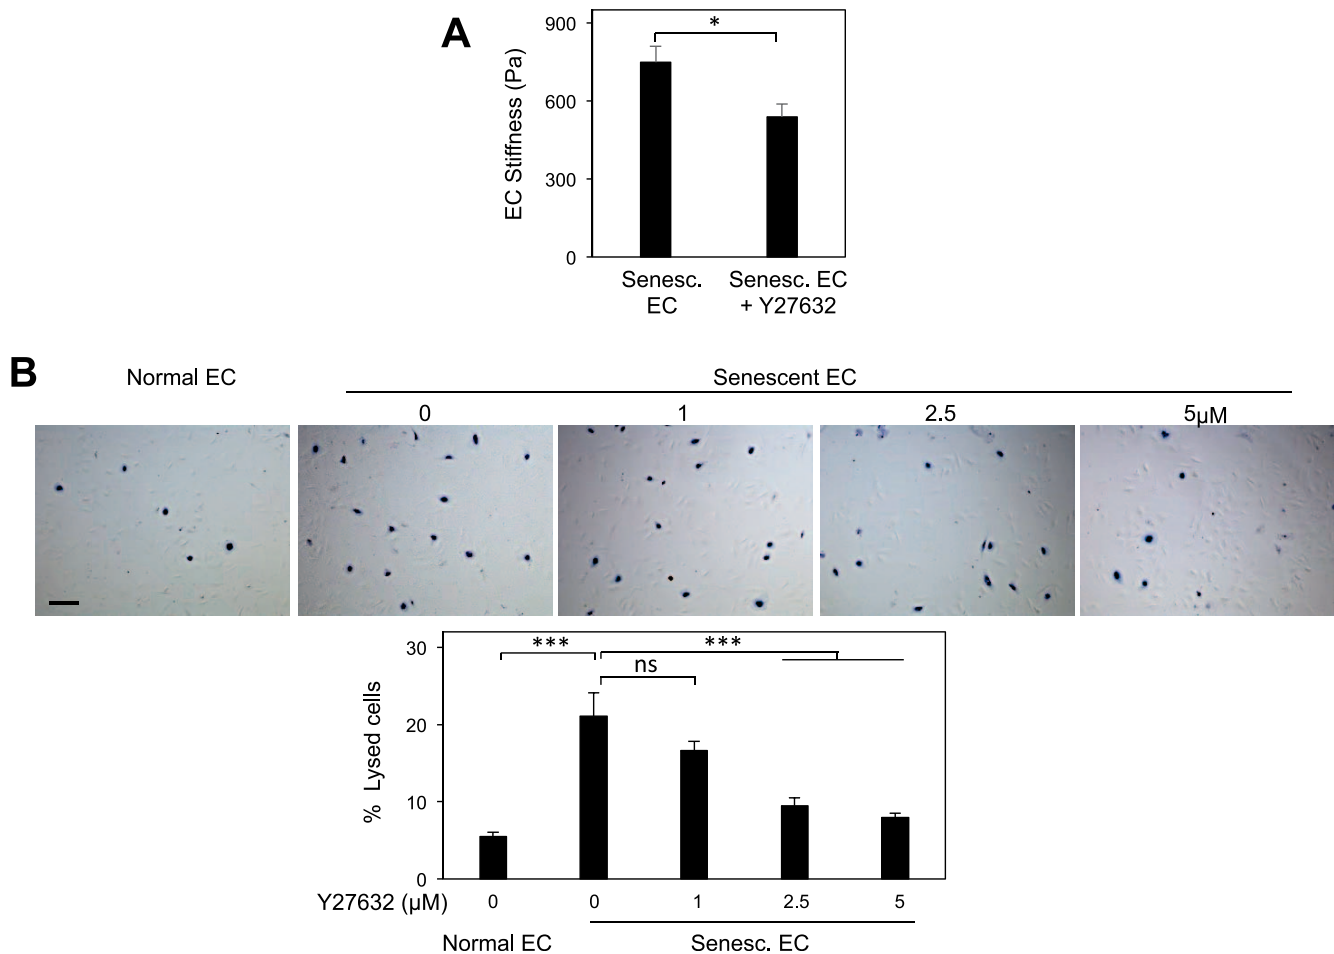 A
900
600
300
0
EC Stiffness (Pa)
*
Senesc. EC
Senesc. EC
+ Y27632
B
Normal EC
Senescent EC
0
1
2.5
5µM
30
20
10
0
% Lysed cells
***
***
ns
Y27632 (µM)
0
0
1
2.5
5
Normal EC
Senesc. EC